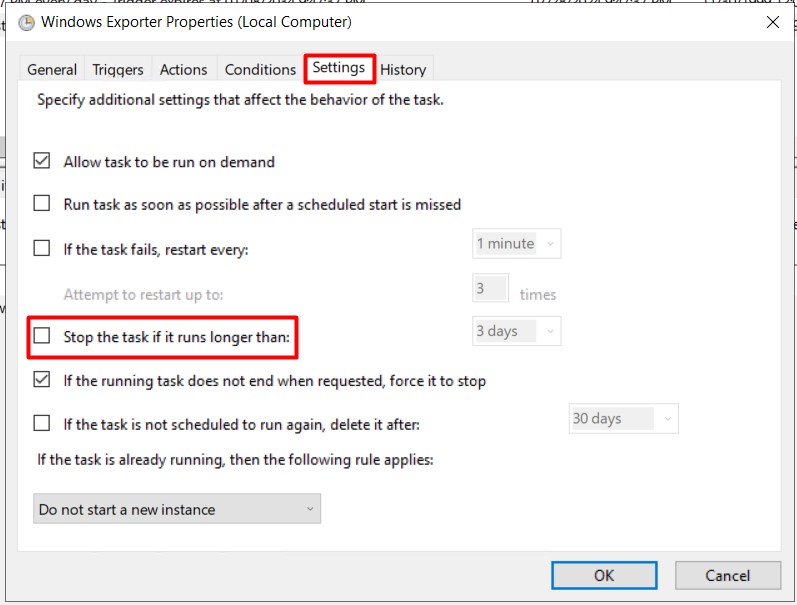 Windows Exporter Properties (Local Computer)
General Triggers Actions Conditions Settings History
Specify additional settings that affect the behavior of the task.
Allow task to be run on demand
Run task as soon as possible after a scheduled start is missed
If the task fails, restart every: 1 minute
Attempt to restart up to: 3 times
Stop the task if it runs longer than: 3 days
If the running task does not end when requested, force it to stop
If the task is not scheduled to run again, delete it after: 30 days
If the task is already running, then the following rule applies:
Do not start a new instance
OK Cancel